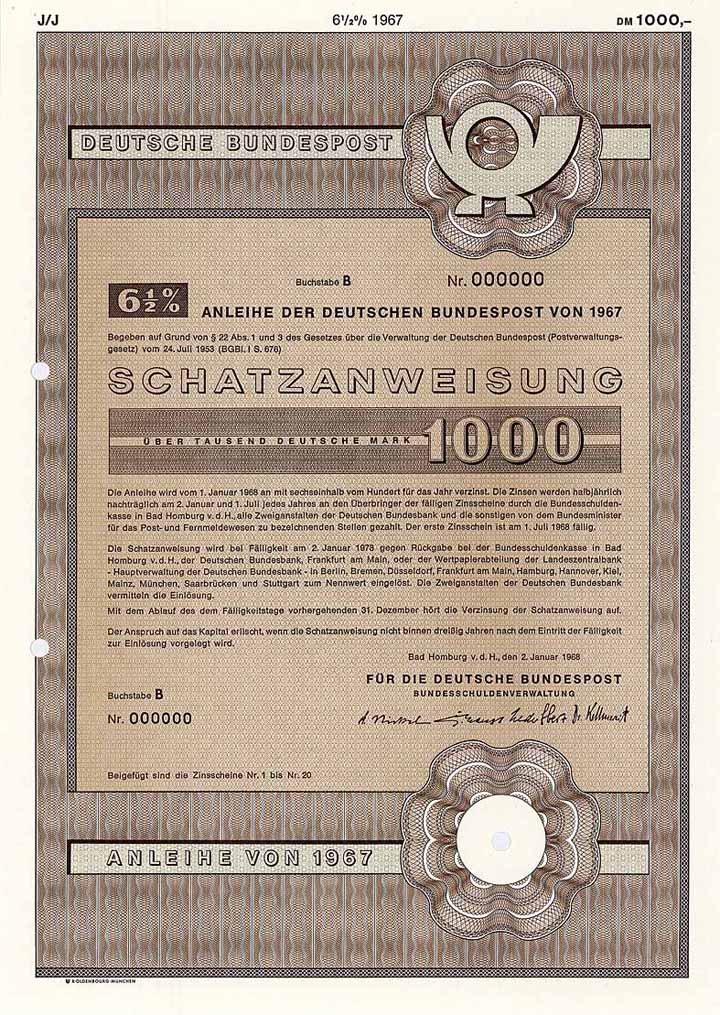 J/J 6½% 1967 DM 1000,–
DEUTSCHE BUNDESPOST
Buchstabe B Nr. 000000
6½% ANLEIHE DER DEUTSCHEN BUNDESPOST VON 1967
Begeben auf Grund von § 22 Abs. 1 und 3 des Gesetzes über die Verwaltung der Deutschen Bundespost (Postverwaltungs-
gesetz) vom 24. Juli 1953 (BGBl. I S. 676)
SCHATZANWEISUNG
ÜBER TAUSEND DEUTSCHE MARK 1000
Die Anleihe wird vom 1. Januar 1968 an mit sechseinhalb vom Hundert für das Jahr verzinst. Die Zinsen werden halbjährlich
nachträglich am 2. Januar und 1. Juli jedes Jahres an den Überbringer der fälligen Zinsscheine durch die Bundesschulden-
kasse in Bad Homburg v. d. H., alle Zweiganstalten der Deutschen Bundesbank und die sonstigen von dem Bundesminister
für das Post- und Fernmeldewesen zu bezeichnenden Stellen gezahlt. Der erste Zinsschein ist am 1. Juli 1968 fällig.
Die Schatzanweisung wird bei Fälligkeit am 2. Januar 1978 gegen Rückgabe bei der Bundesschuldenkasse in Bad
Homburg v. d. H., der Deutschen Bundesbank, Frankfurt am Main, oder der Wertpapierabteilung der Landeszentralbank
- Hauptverwaltung der Deutschen Bundesbank - in Berlin, Bremen, Düsseldorf, Frankfurt am Main, Hamburg, Hannover, Kiel,
Mainz, München, Saarbrücken und Stuttgart zum Nennwert eingelöst. Die Zweiganstalten der Deutschen Bundesbank
vermitteln die Einlösung.
Mit dem Ablauf des dem Fälligkeitstage vorhergehenden 31. Dezember hört die Verzinsung der Schatzanweisung auf.
Der Anspruch auf das Kapital erlischt, wenn die Schatzanweisung nicht binnen dreißig Jahren nach dem Eintritt der Fälligkeit
zur Einlösung vorgelegt wird.
Bad Homburg v. d. H., den 2. Januar 1968
FÜR DIE DEUTSCHE BUNDESPOST
BUNDESSCHULDENVERWALTUNG
Buchstabe B
Nr. 000000
Beigefügt sind die Zinsscheine Nr. 1 bis Nr. 20
ANLEIHE VON 1967
R. OLDENBOURG MÜNCHEN